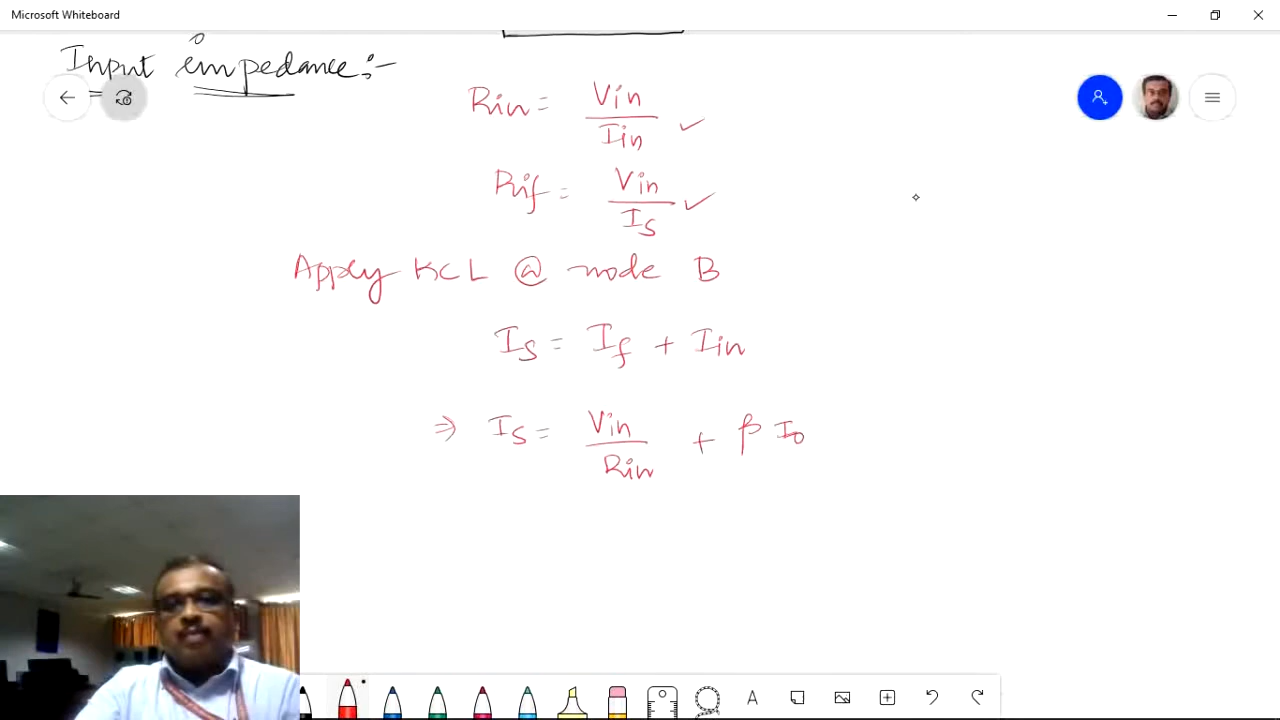 Microsoft Whiteboard
Input impedance:-
Rin = Vin / Iin ✓
Rif = Vin / Is ✓
Apply KCL @ node B
Is = If + Iin
⇒ Is = Vin / Rin + β Io
A